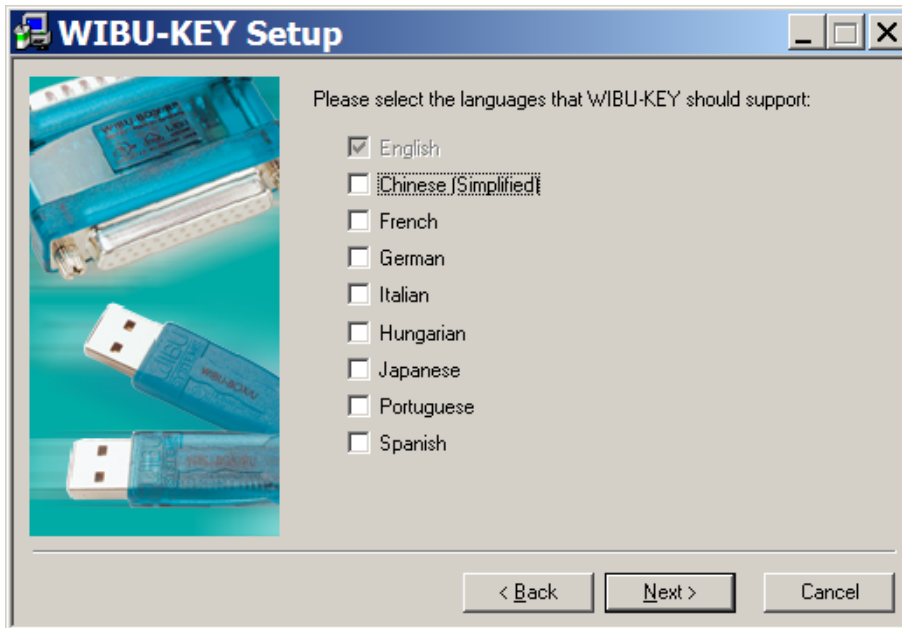 WIBU-KEY Setup
Please select the languages that WIBU-KEY should support:
English
Chinese (Simplified)
French
German
Italian
Hungarian
Japanese
Portuguese
Spanish
< Back
Next >
Cancel